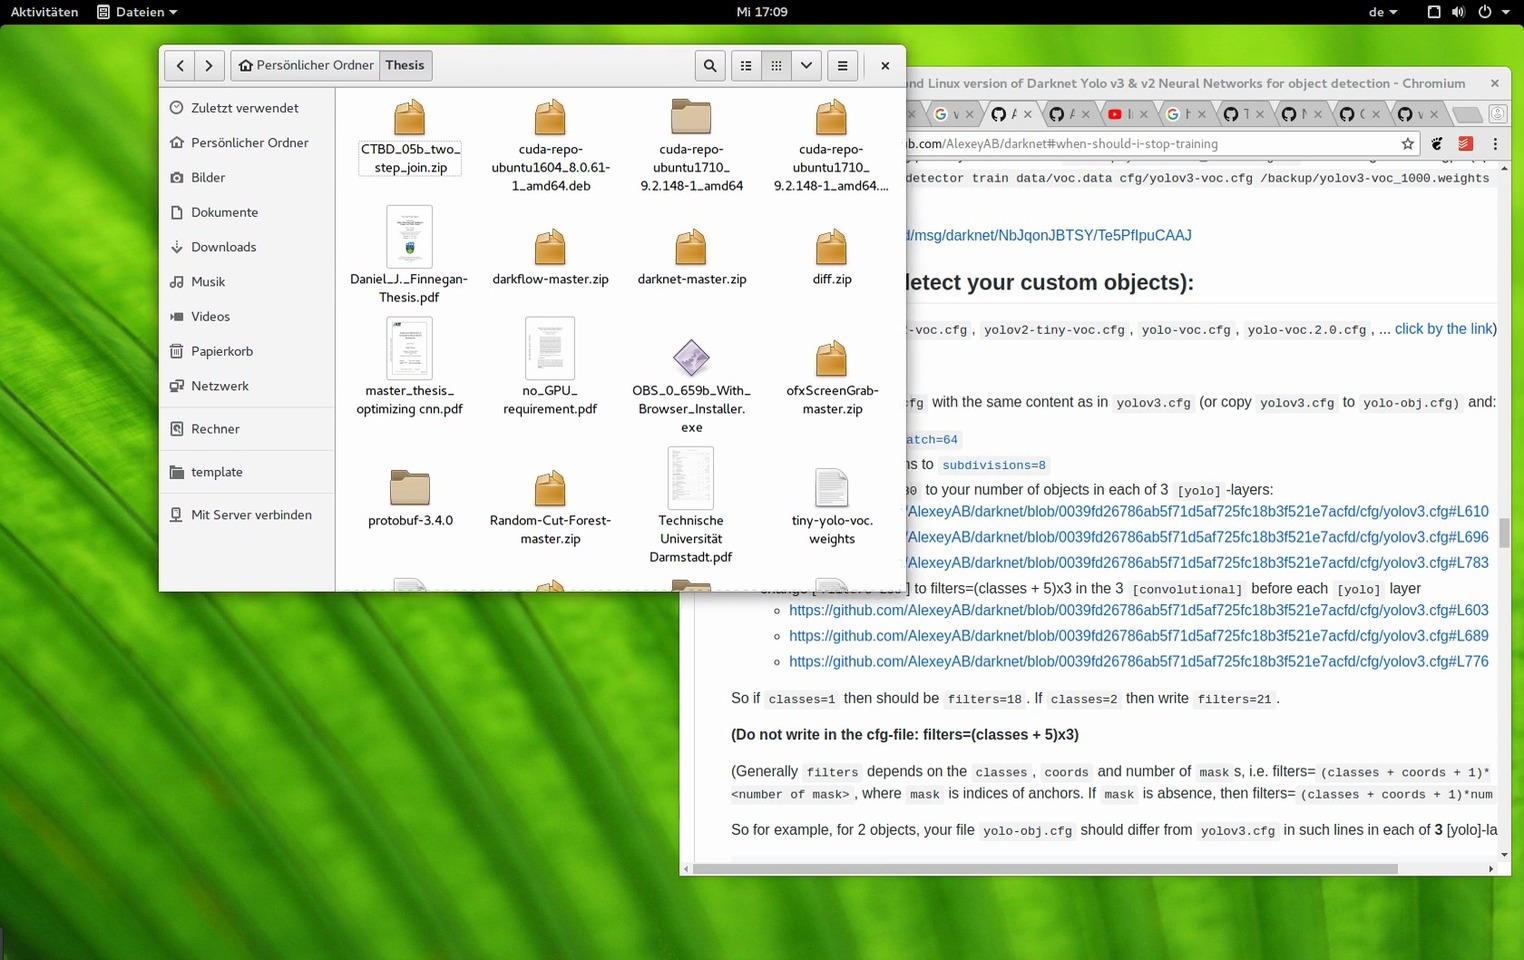 Aktivitäten
Dateien
Mi 17:09
de
Persönlicher Ordner
Thesis
Zuletzt verwendet
Persönlicher Ordner
Bilder
Dokumente
Downloads
Musik
Videos
Papierkorb
Netzwerk
Rechner
template
Mit Server verbinden
CTBD_05b_two_
step_join.zip
cuda-repo-
ubuntu1604_8.0.61-
1_amd64.deb
cuda-repo-
ubuntu1710_
9.2.148-1_amd64
cuda-repo-
ubuntu1710_
9.2.148-1_amd64.…
Daniel_J._Finnegan-
Thesis.pdf
darkflow-master.zip
darknet-master.zip
diff.zip
master_thesis_
optimizing cnn.pdf
no_GPU_
requirement.pdf
OBS_0_659b_With_
Browser_Installer.
exe
ofxScreenGrab-
master.zip
protobuf-3.4.0
Random-Cut-Forest-
master.zip
Technische
Universität
Darmstadt.pdf
tiny-yolo-voc.
weights
nd Linux version of Darknet Yolo v3 & v2 Neural Networks for object detection - Chromium
b.com/AlexeyAB/darknet#when-should-i-stop-training
detector train data/voc.data cfg/yolov3-voc.cfg /backup/yolov3-voc_1000.weights
d/msg/darknet/NbJqonJBTSY/Te5PfIpuCAAJ
detect your custom objects):
-voc.cfg, yolov2-tiny-voc.cfg, yolo-voc.cfg, yolo-voc.2.0.cfg, ... click by the link)
cfg with the same content as in yolov3.cfg (or copy yolov3.cfg to yolo-obj.cfg) and:
atch=64
ns to subdivisions=8
80 to your number of objects in each of 3 [yolo]-layers:
/AlexeyAB/darknet/blob/0039fd26786ab5f71d5af725fc18b3f521e7acfd/cfg/yolov3.cfg#L610
/AlexeyAB/darknet/blob/0039fd26786ab5f71d5af725fc18b3f521e7acfd/cfg/yolov3.cfg#L696
/AlexeyAB/darknet/blob/0039fd26786ab5f71d5af725fc18b3f521e7acfd/cfg/yolov3.cfg#L783
] to filters=(classes + 5)x3 in the 3 [convolutional] before each [yolo] layer
https://github.com/AlexeyAB/darknet/blob/0039fd26786ab5f71d5af725fc18b3f521e7acfd/cfg/yolov3.cfg#L603
https://github.com/AlexeyAB/darknet/blob/0039fd26786ab5f71d5af725fc18b3f521e7acfd/cfg/yolov3.cfg#L689
https://github.com/AlexeyAB/darknet/blob/0039fd26786ab5f71d5af725fc18b3f521e7acfd/cfg/yolov3.cfg#L776
So if classes=1 then should be filters=18. If classes=2 then write filters=21.
(Do not write in the cfg-file: filters=(classes + 5)x3)
(Generally filters depends on the classes, coords and number of masks, i.e. filters=(classes + coords + 1)*
<number of mask>, where mask is indices of anchors. If mask is absence, then filters=(classes + coords + 1)*num
So for example, for 2 objects, your file yolo-obj.cfg should differ from yolov3.cfg in such lines in each of 3 [yolo]-la